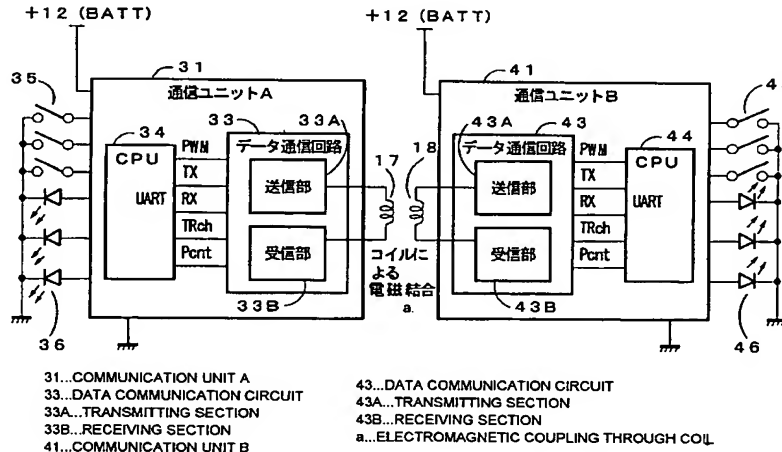 +12 (BATT)
+12 (BATT)
31
41
35
通信ユニットA
通信ユニットB
4
34
33
33A
43A
43
44
CPU
UART
PWM
TX
RX
TRch
Pcnt
データ通信回路
送信部
受信部
17
18
データ通信回路
送信部
受信部
PWM
TX
RX
TRch
Pcnt
CPU
UART
コイルに
よる
電磁結合
a.
33B
43B
36
46
31...COMMUNICATION UNIT A
33...DATA COMMUNICATION CIRCUIT
33A...TRANSMITTING SECTION
33B...RECEIVING SECTION
41...COMMUNICATION UNIT B
43...DATA COMMUNICATION CIRCUIT
43A...TRANSMITTING SECTION
43B...RECEIVING SECTION
a...ELECTROMAGNETIC COUPLING THROUGH COIL